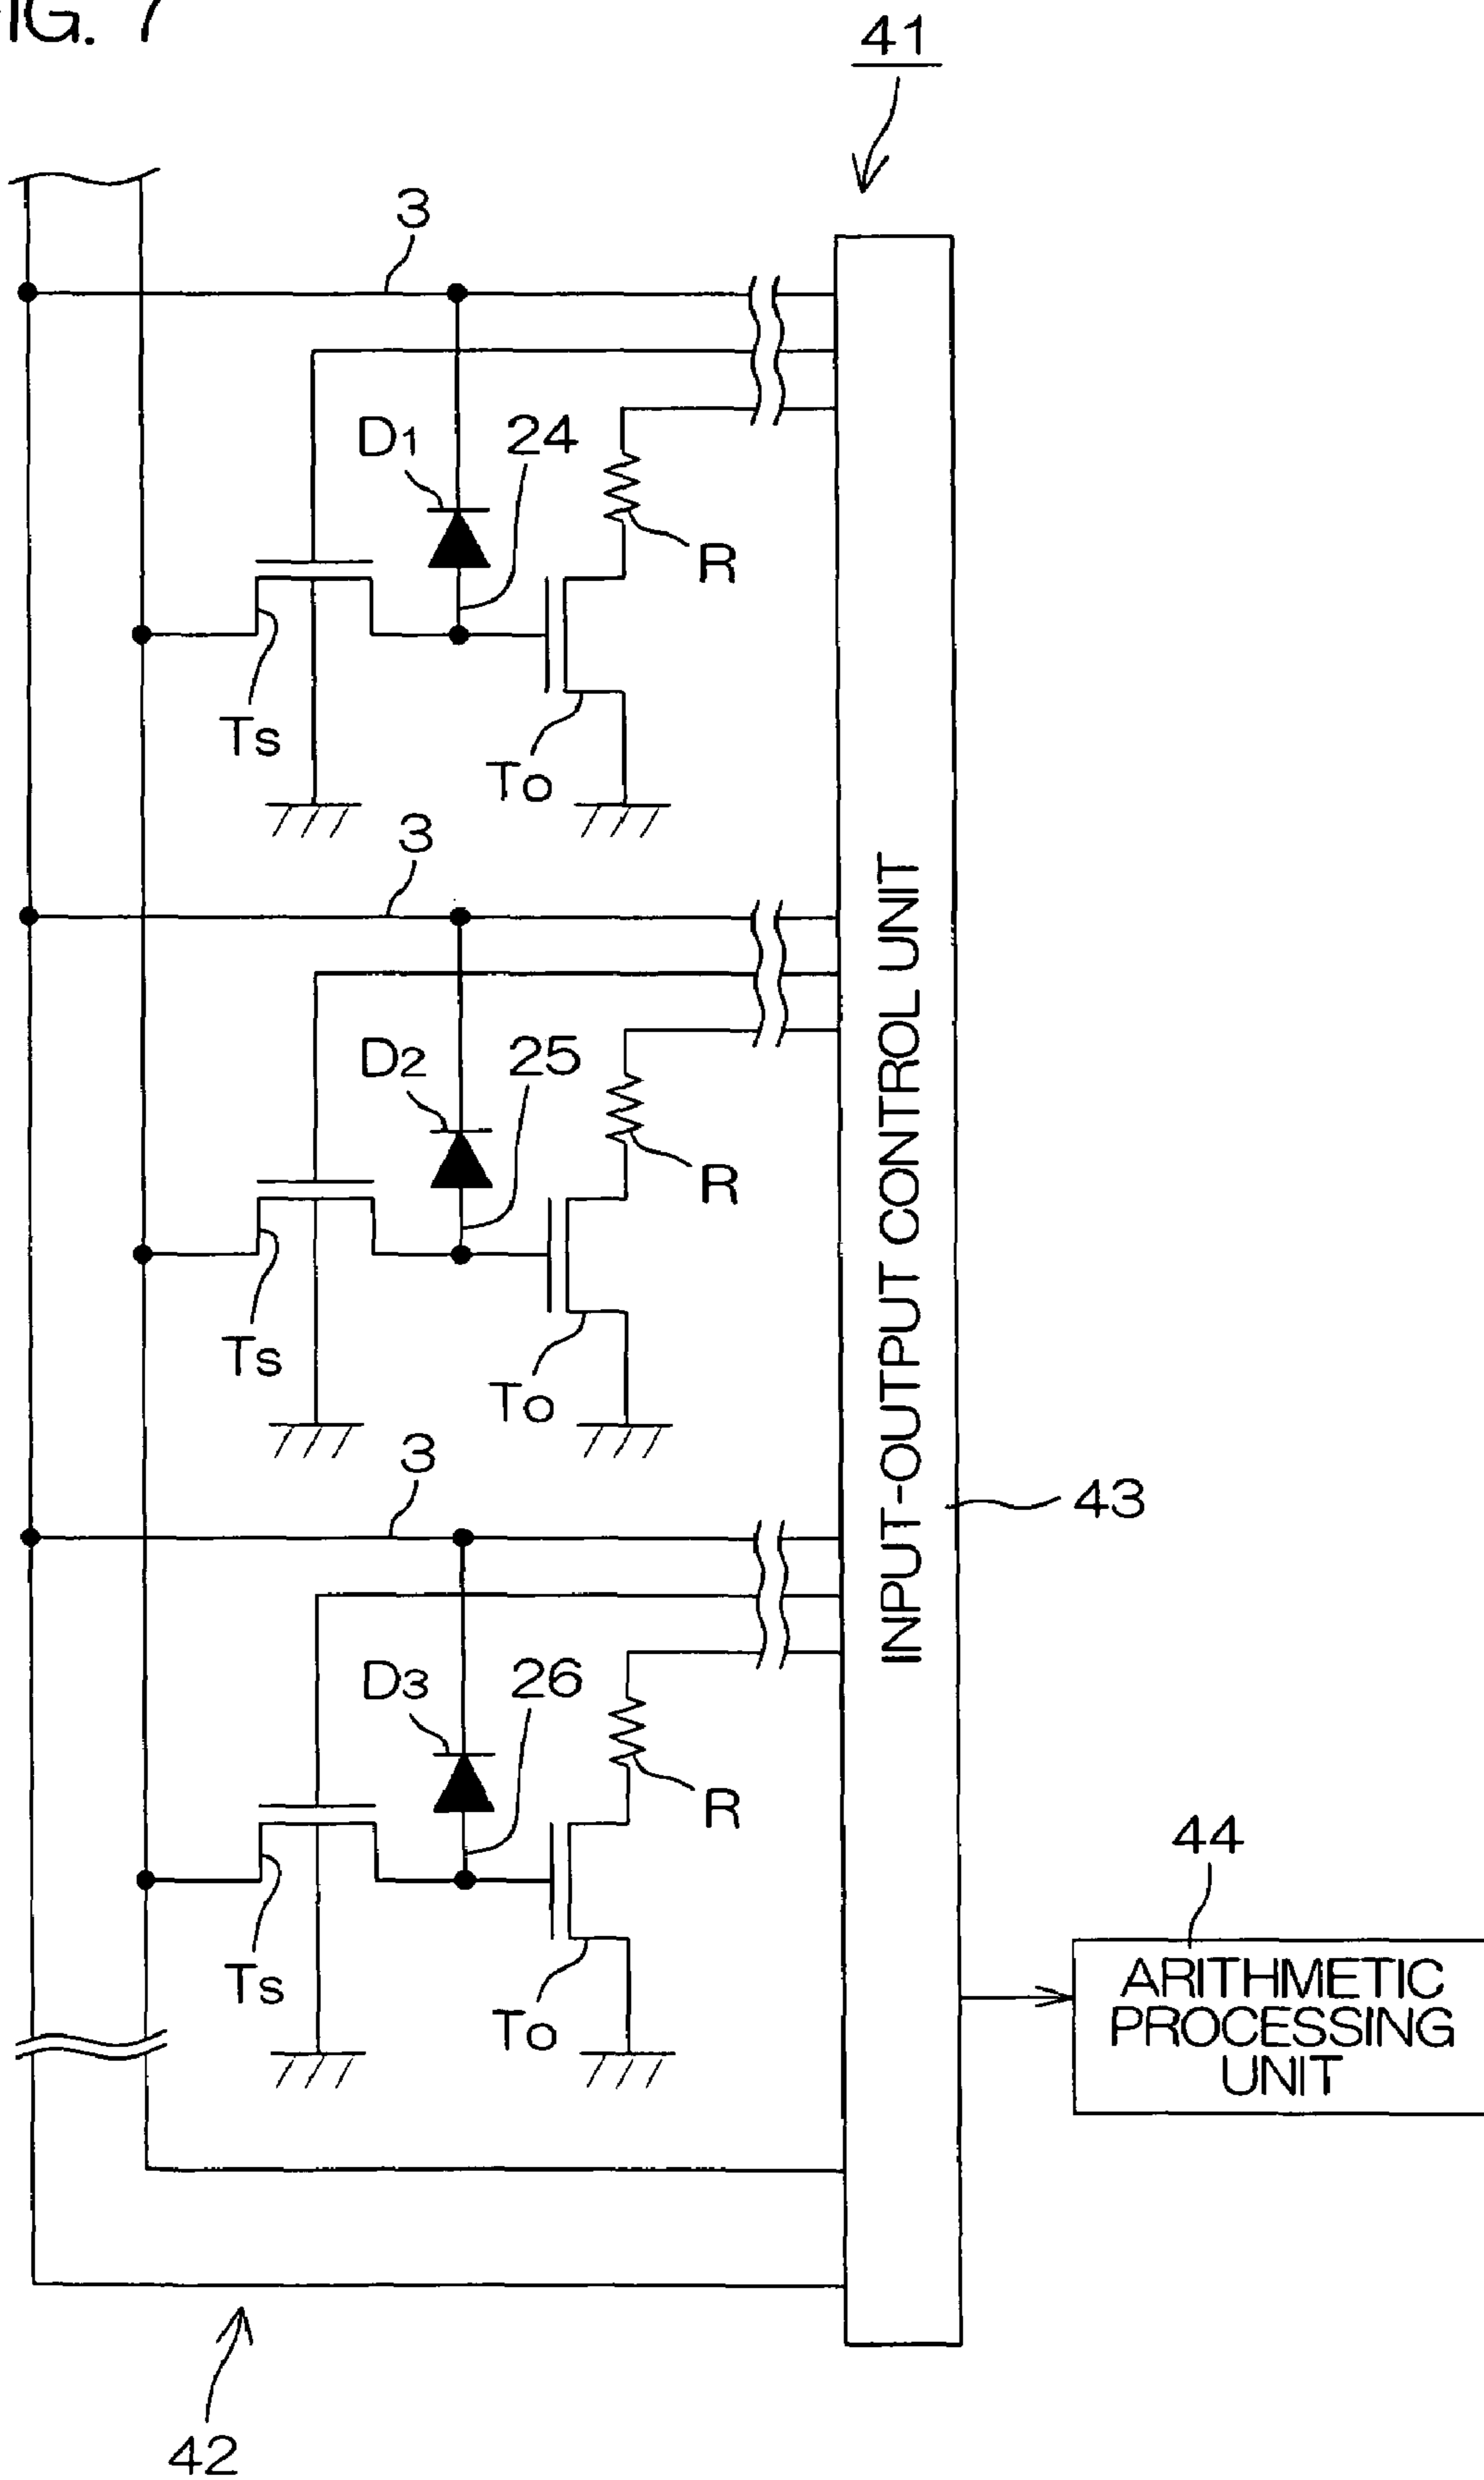 FIG. 7
41
3
D1
24
R
Ts
To
3
D2
25
R
Ts
To
INPUT-OUTPUT CONTROL UNIT
43
3
D3
26
R
Ts
To
44
ARITHMETIC
PROCESSING
UNIT
42